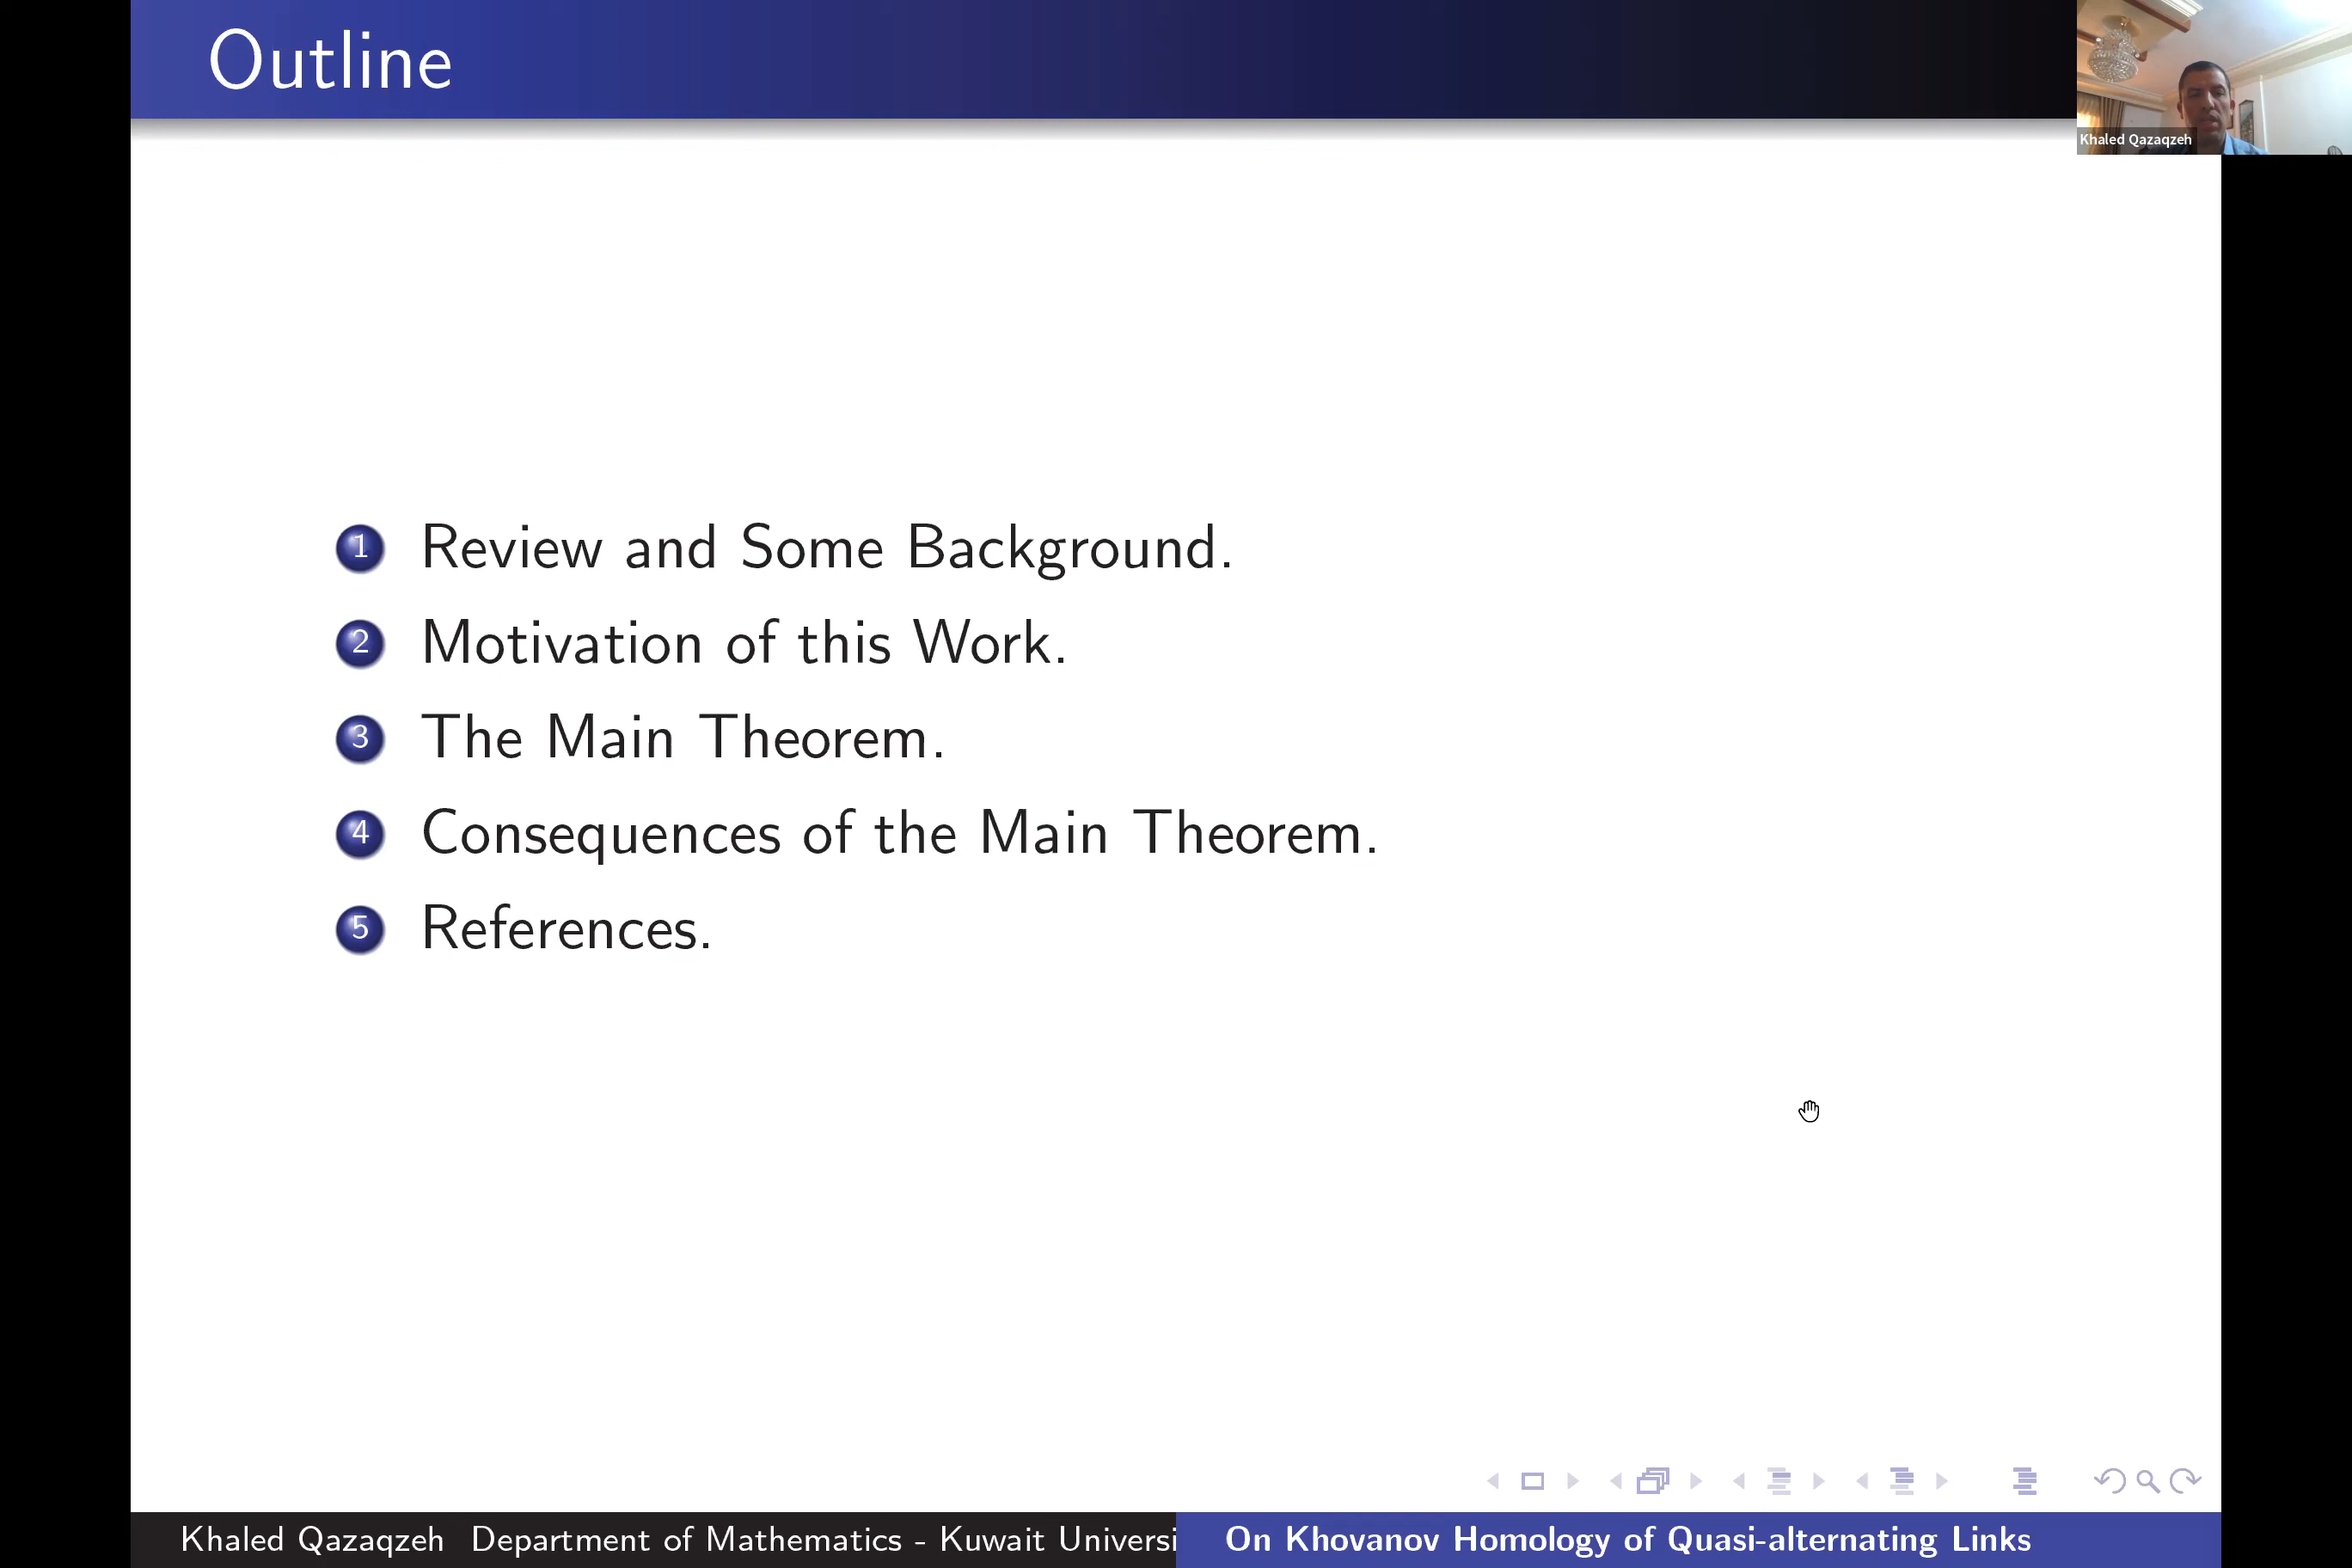 Outline
Khaled Qazaqzeh
1 Review and Some Background.
2 Motivation of this Work.
3 The Main Theorem.
4 Consequences of the Main Theorem.
5 References.
Khaled Qazaqzeh Department of Mathematics - Kuwait Universi
On Khovanov Homology of Quasi-alternating Links